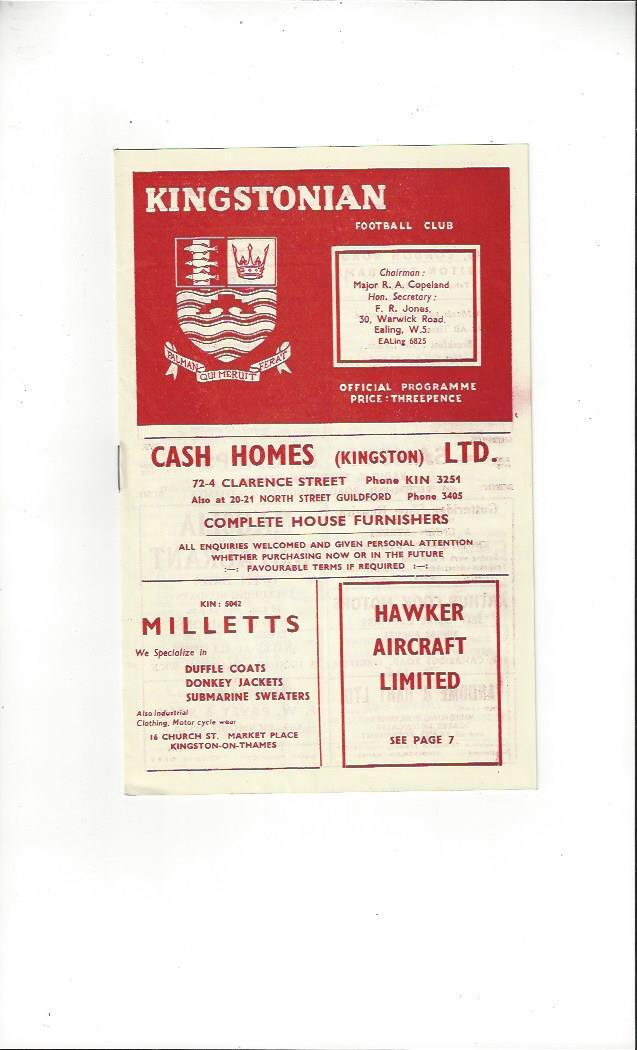 KINGSTONIAN
FOOTBALL CLUB
Chairman:
Major R. A. Copeland
Hon. Secretary:
F. R. Jones,
30, Warwick Road,
Ealing, W.5.
EALing 6825
PALMAM QUI MERUIT FERAT
OFFICIAL PROGRAMME
PRICE: THREEPENCE
CASH HOMES (KINGSTON) LTD.
72-4 CLARENCE STREET Phone KIN 3251
Also at 20-21 NORTH STREET GUILDFORD Phone 3405
COMPLETE HOUSE FURNISHERS
ALL ENQUIRIES WELCOMED AND GIVEN PERSONAL ATTENTION
WHETHER PURCHASING NOW OR IN THE FUTURE
:—: FAVOURABLE TERMS IF REQUIRED :—:
KIN: 5042
MILLETTS
We Specialize in
DUFFLE COATS
DONKEY JACKETS
SUBMARINE SWEATERS
Also Industrial
Clothing, Motor cycle wear
16 CHURCH ST. MARKET PLACE
KINGSTON-ON-THAMES
HAWKER
AIRCRAFT
LIMITED
SEE PAGE 7